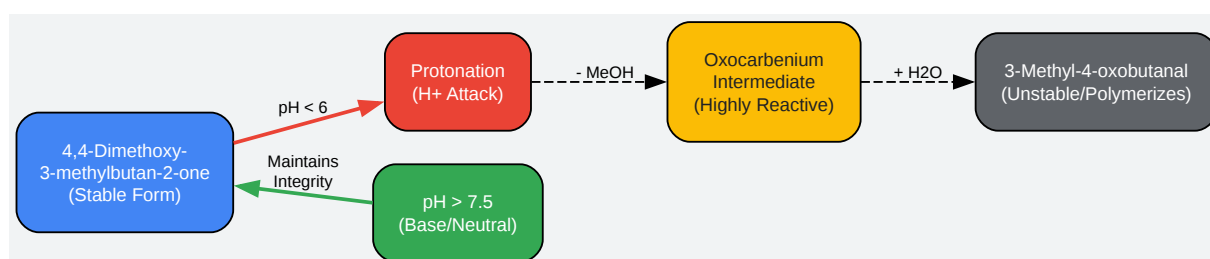 4,4-Dimethoxy-
3-methylbutan-2-one
(Stable Form)
pH < 6
Protonation
(H+ Attack)
- MeOH
Oxocarbenium
Intermediate
(Highly Reactive)
+ H2O
3-Methyl-4-oxobutanal
(Unstable/Polymerizes)
Maintains
Integrity
pH > 7.5
(Base/Neutral)